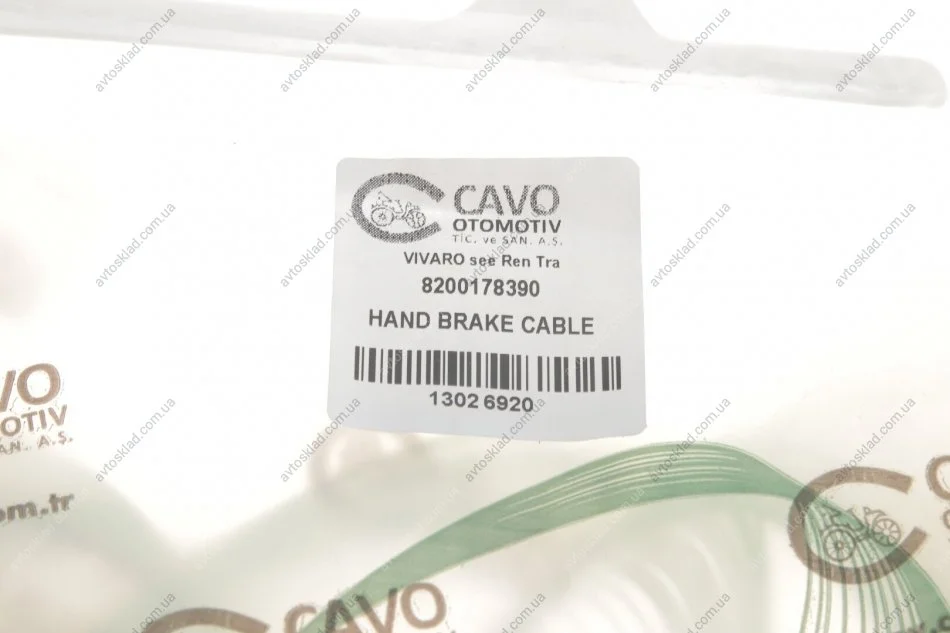 CAVO
OTOMOTIV
TİC. ve SAN. A.Ş.
VIVARO see Ren Tra
8200178390
HAND BRAKE CABLE
1302 6920
VO
OTIV
AN. A.Ş.
om.tr
CAVO
avtosklad.com.ua